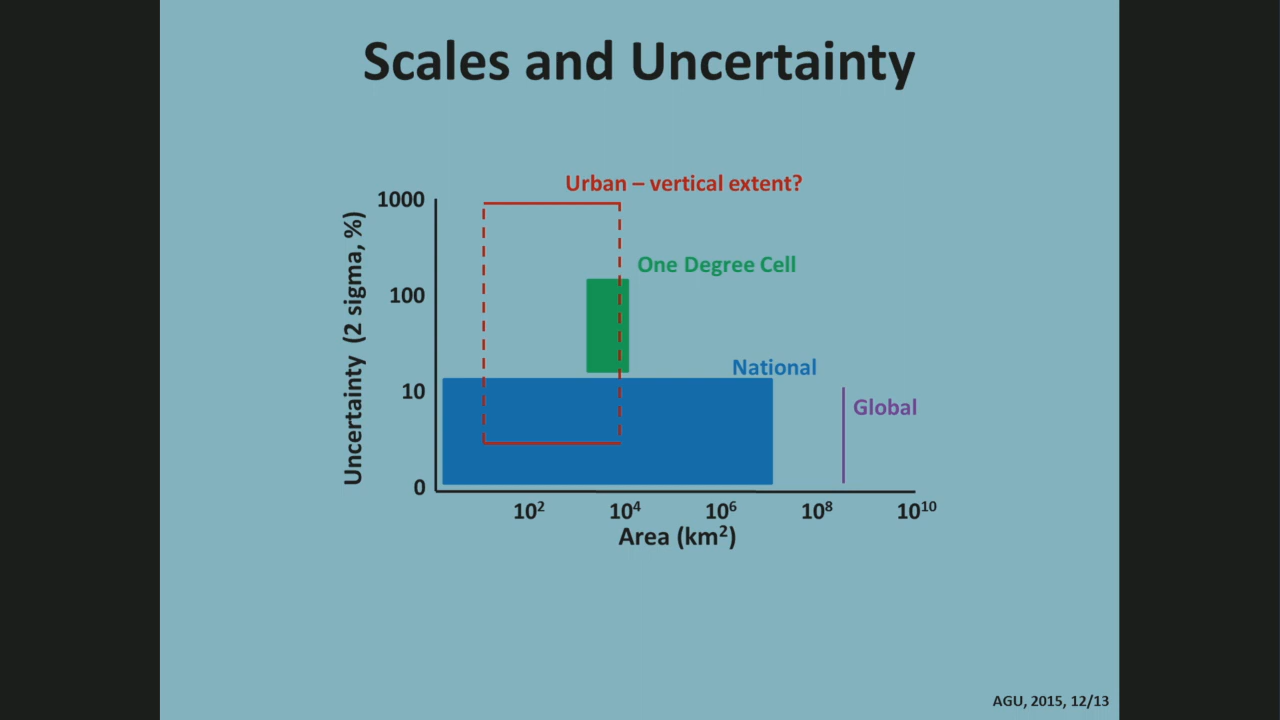 Scales and Uncertainty
Urban – vertical extent?
1000
One Degree Cell
100
National
10
Global
0
Uncertainty (2 sigma, %)
10² 10⁴ 10⁶ 10⁸ 10¹⁰
Area (km²)
AGU, 2015, 12/13